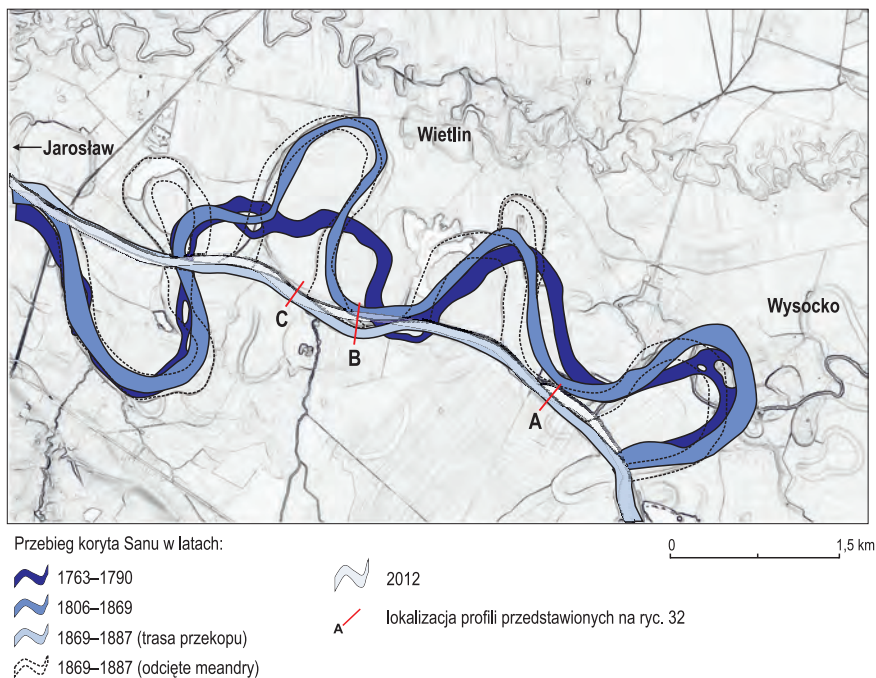 Wietlin
Jarosław
Wysocko
C
B
A
Przebieg koryta Sanu w latach:
0 1,5 km
1763–1790
2012
1806–1869
lokalizacja profili przedstawionych na ryc. 32
A
1869–1887 (trasa przekopu)
1869–1887 (odcięte meandry)